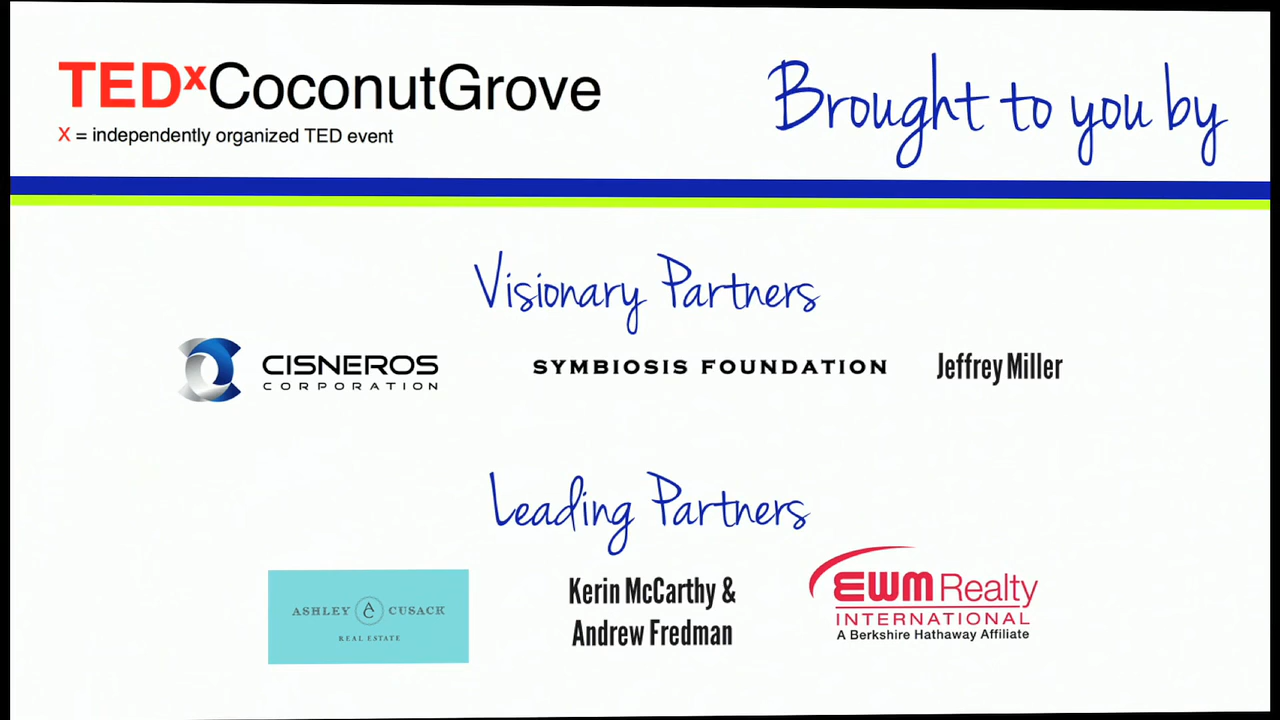 TEDxCoconutGrove
X = independently organized TED event
Brought to you by
Visionary Partners
CISNEROS
CORPORATION
SYMBIOSIS FOUNDATION
Jeffrey Miller
Leading Partners
ASHLEY AC CUSACK
REAL ESTATE
Kerin McCarthy &
Andrew Fredman
EWM Realty
INTERNATIONAL
A Berkshire Hathaway Affiliate